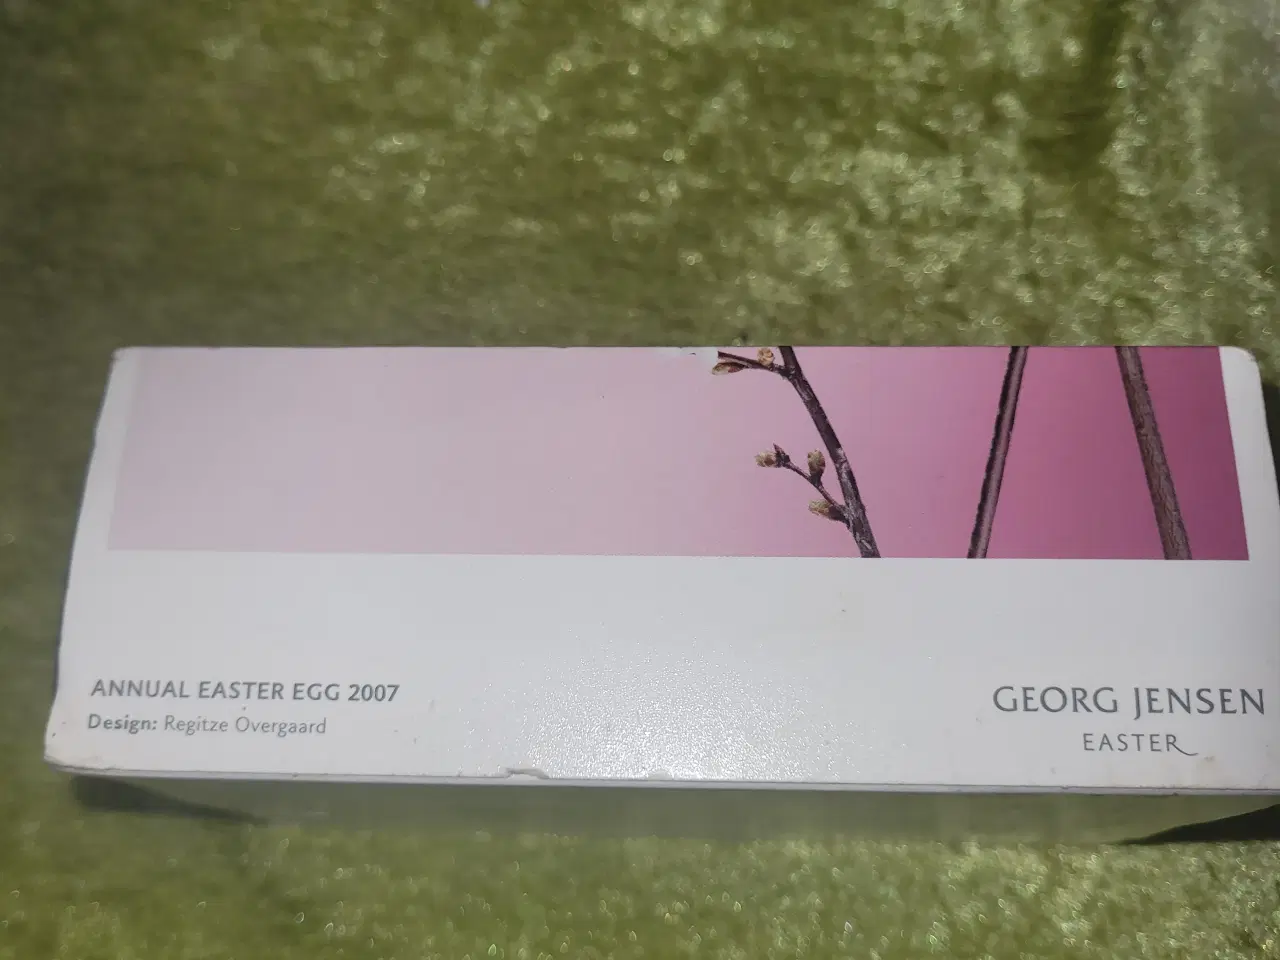 ANNUAL EASTER EGG 2007
Design: Regitze Overgaard
GEORG JENSEN
EASTER